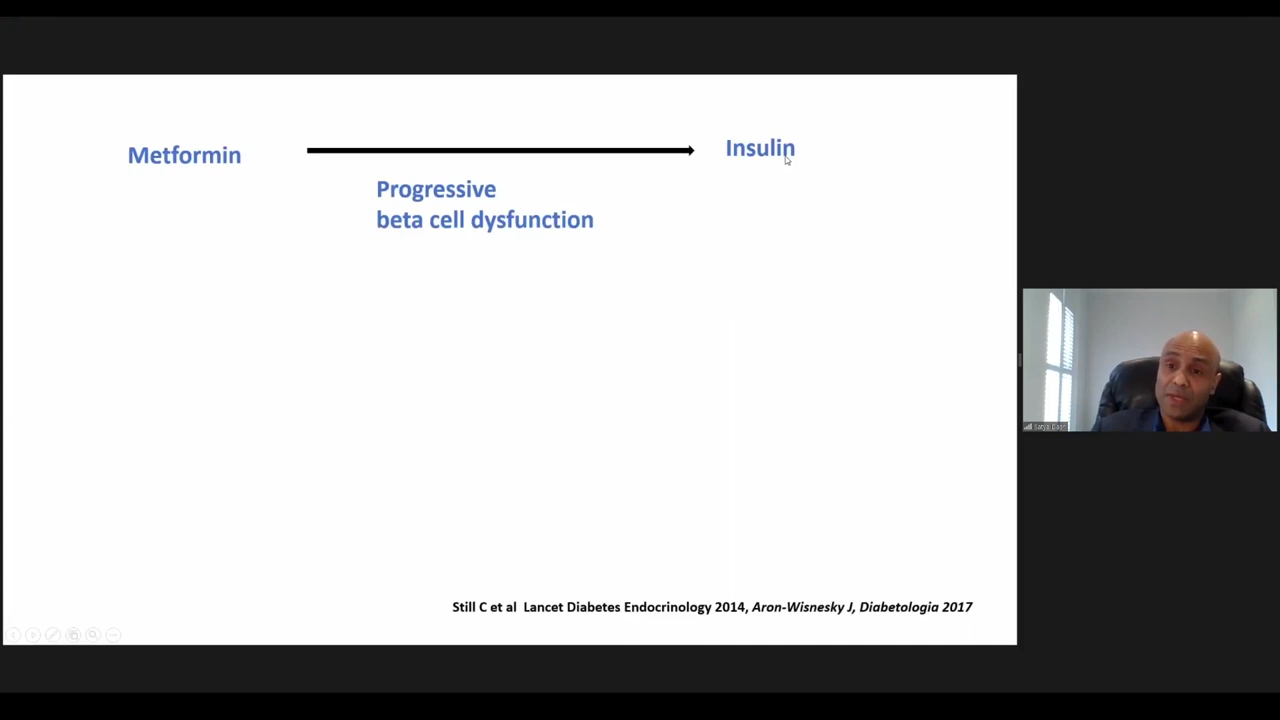 Metformin
Insulin
Progressive
beta cell dysfunction
Still C et al Lancet Diabetes Endocrinology 2014, Aron-Wisnesky J, Diabetologia 2017